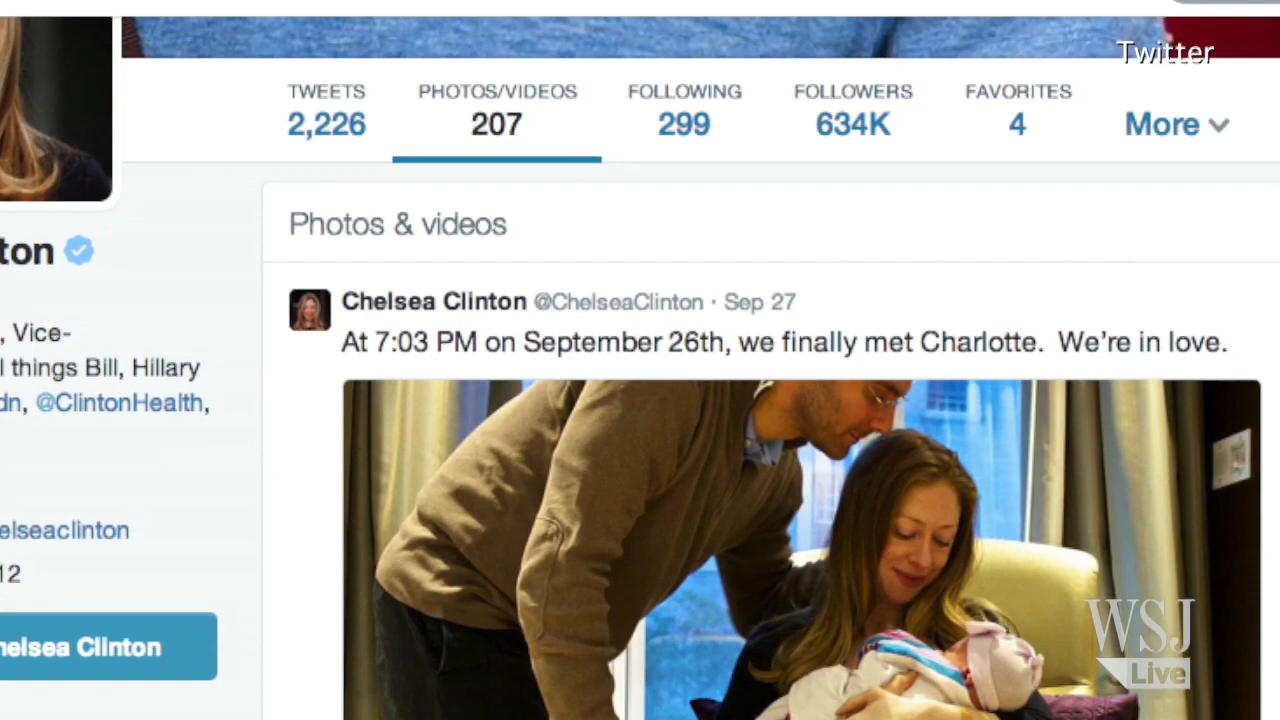 Twitter
TWEETS PHOTOS/VIDEOS FOLLOWING FOLLOWERS FAVORITES
2,226 207 299 634K 4 More
Photos & videos
ton
Chelsea Clinton @ChelseaClinton · Sep 27
At 7:03 PM on September 26th, we finally met Charlotte. We're in love.
, Vice-
l things Bill, Hillary
dn, @ClintonHealth,
elseaclinton
12
helsea Clinton
WSJ
Live